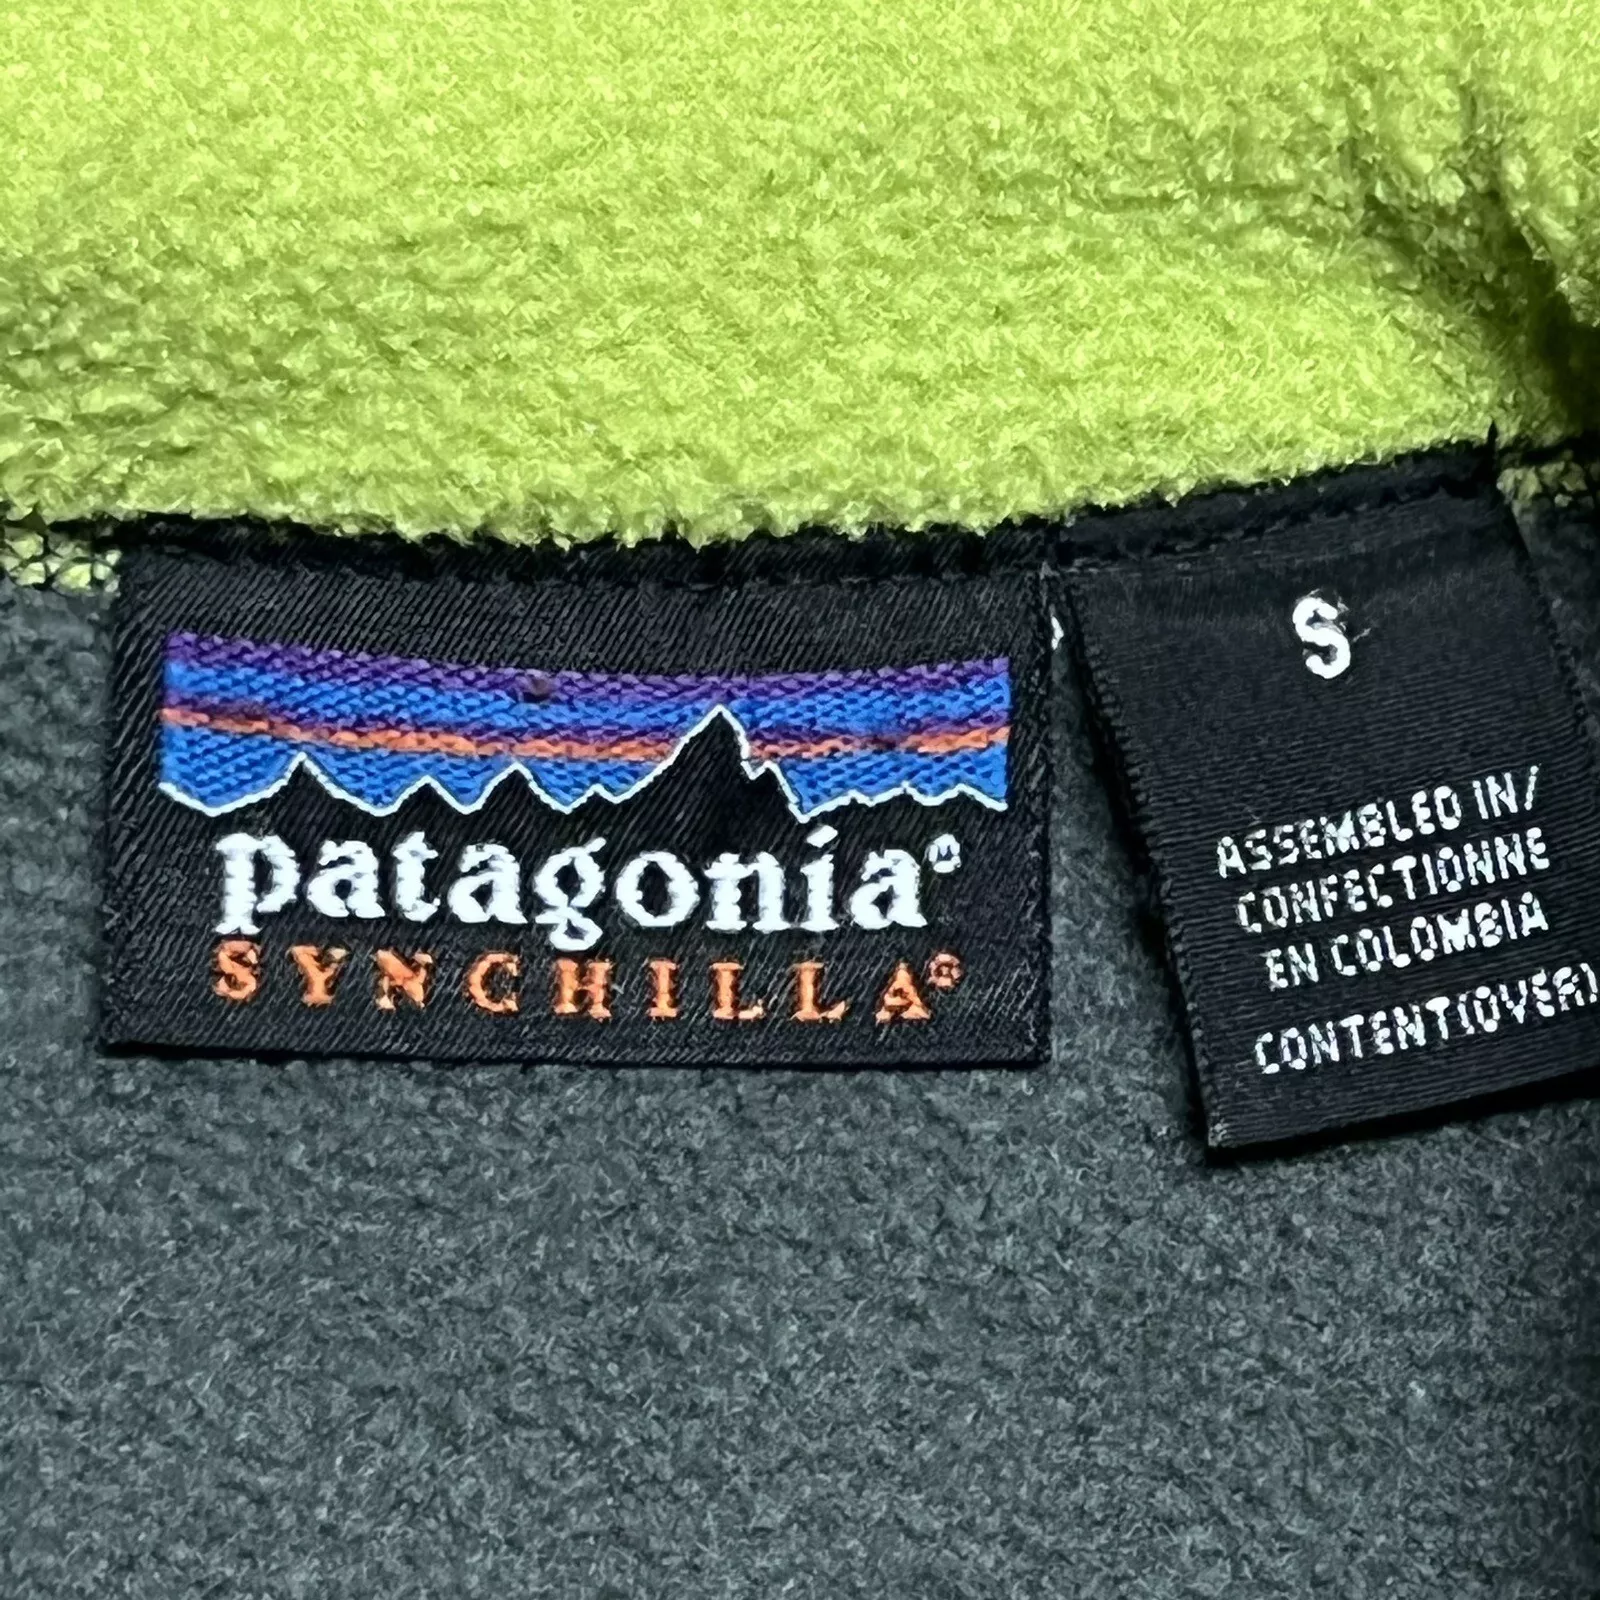 patagonia®
SYNCHILLA®
S
ASSEMBLED IN/
CONFECTIONNE
EN COLOMBIA
CONTENT(OVER)